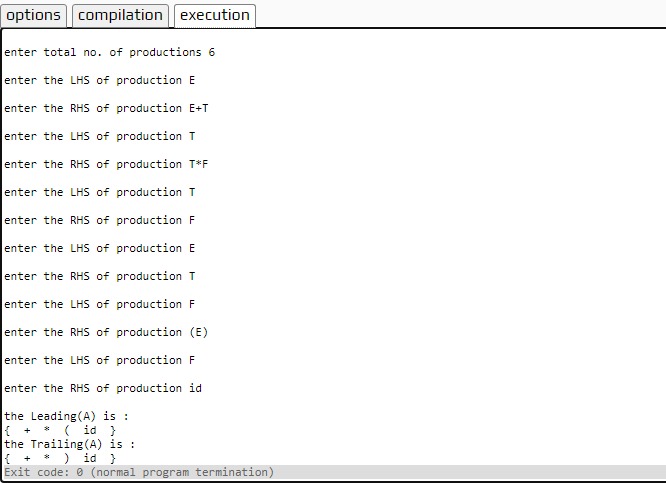 options compilation execution
enter total no. of productions 6
enter the LHS of production E
enter the RHS of production E+T
enter the LHS of production T
enter the RHS of production T*F
enter the LHS of production T
enter the RHS of production F
enter the LHS of production E
enter the RHS of production T
enter the LHS of production F
enter the RHS of production (E)
enter the LHS of production F
enter the RHS of production id
the Leading(A) is :
{ + * ( id }
the Trailing(A) is :
{ + * ) id }
Exit code: 0 (normal program termination)